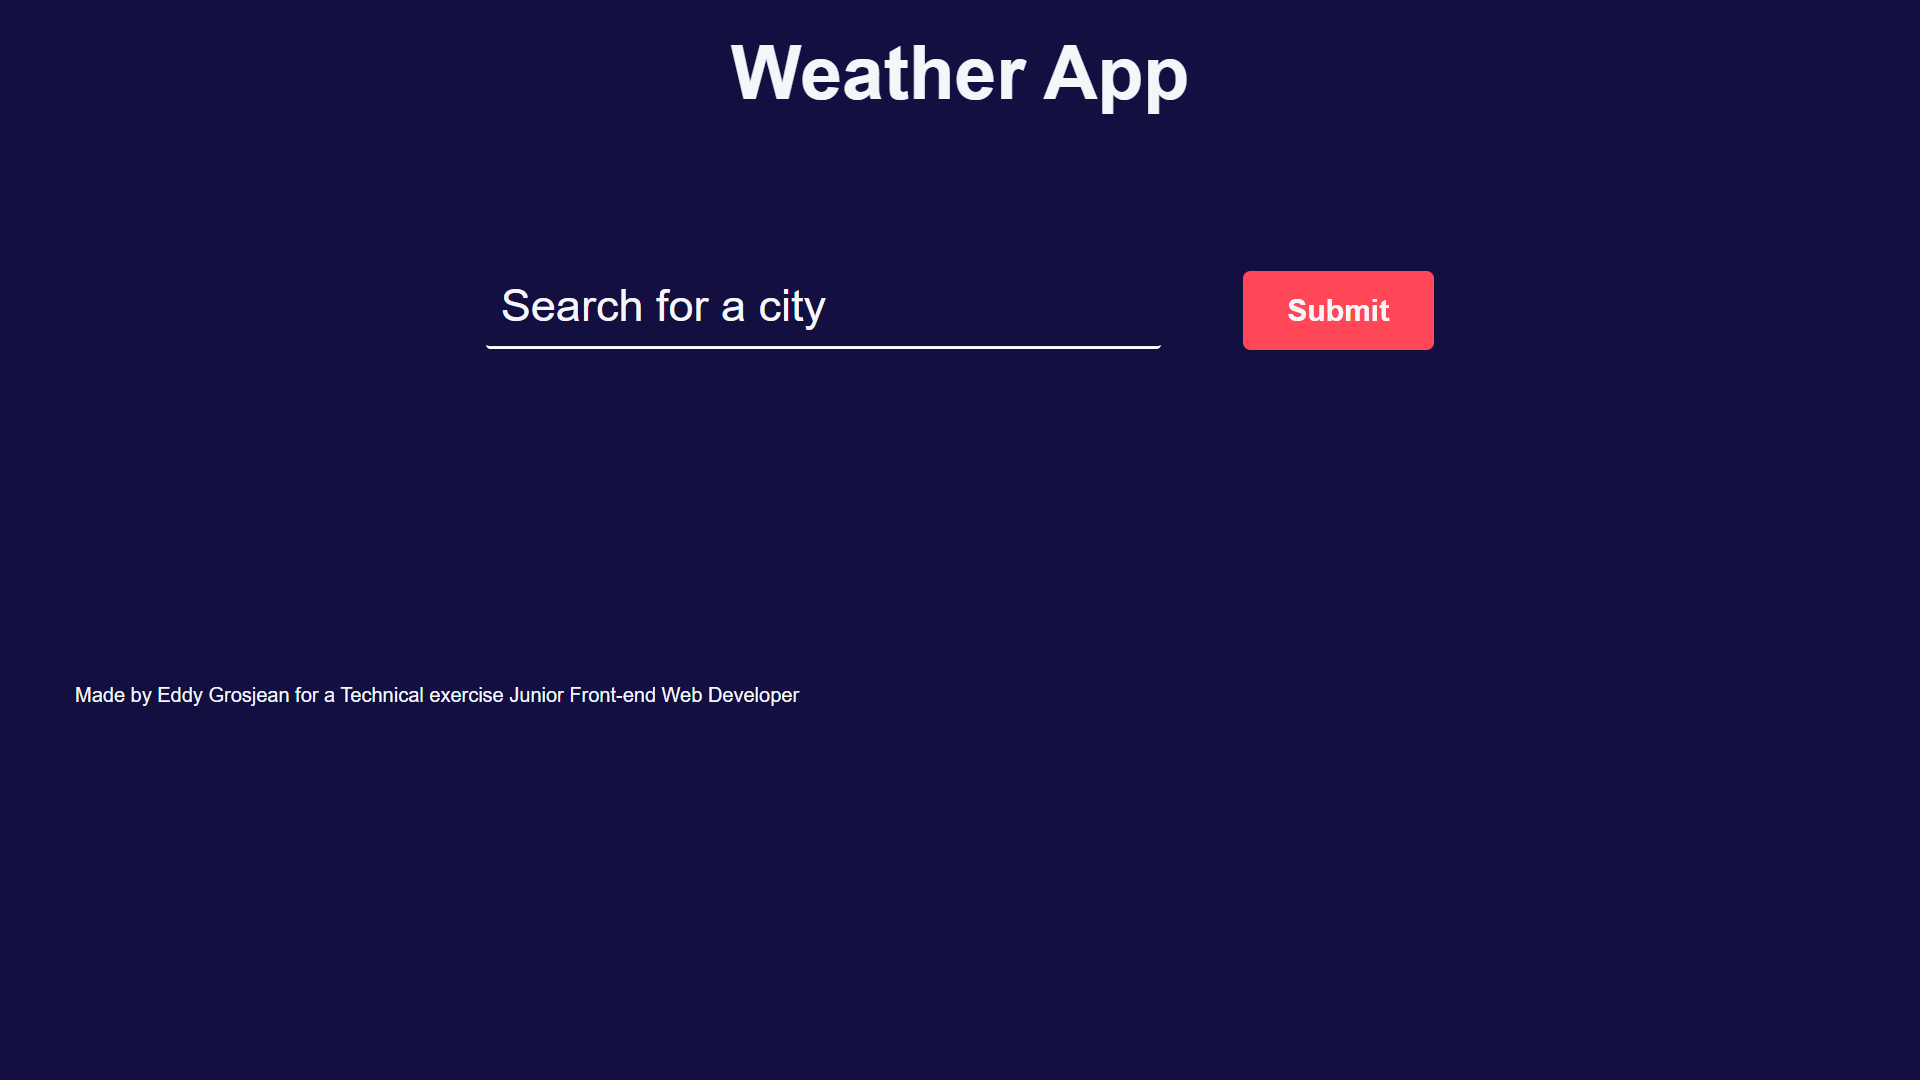 Weather App
Search for a city
Submit
Made by Eddy Grosjean for a Technical exercise Junior Front-end Web Developer